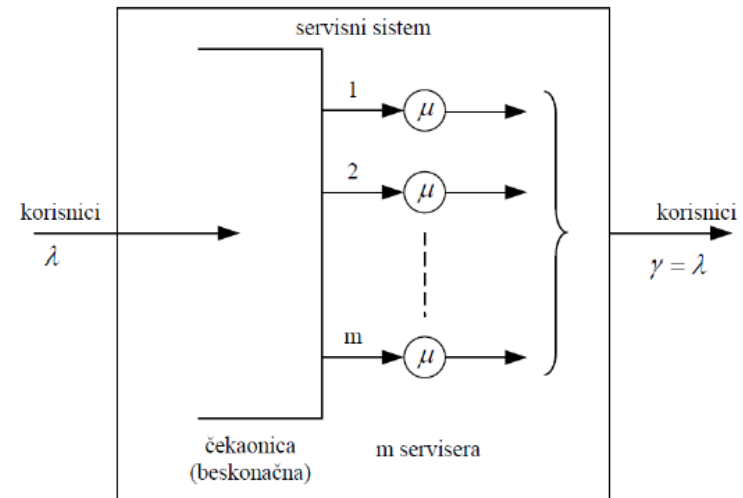 servisni sistem
1
μ
2
μ
korisnici
λ
korisnici
γ = λ
m
μ
čekaonica
(beskonačna)
m servisera